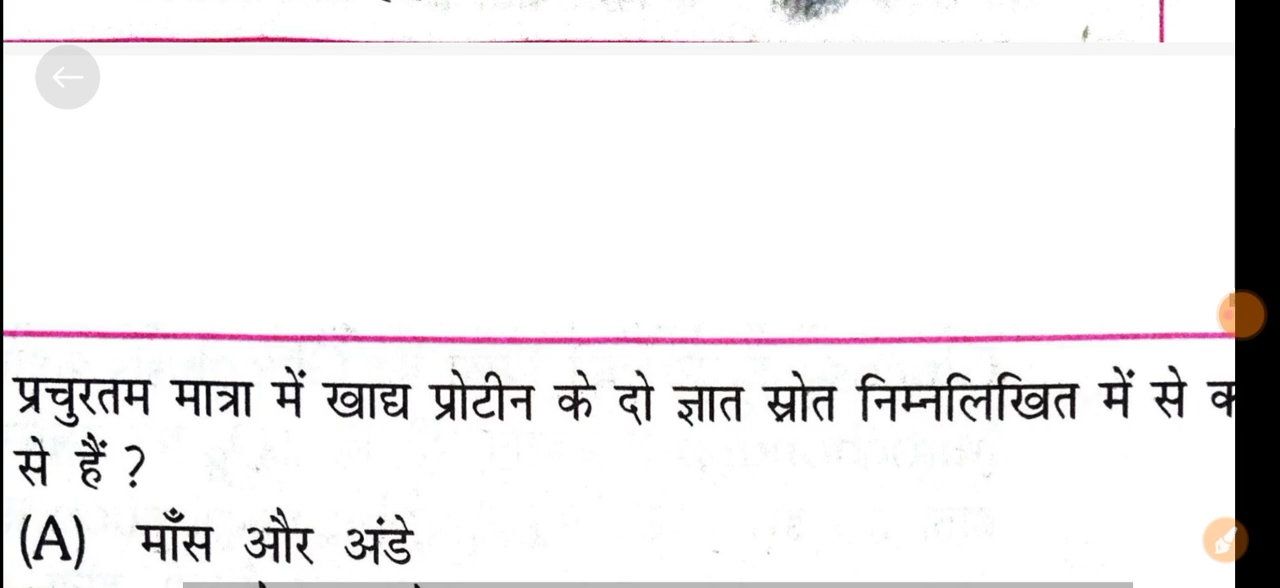 प्रचुरतम मात्रा में खाद्य प्रोटीन के दो ज्ञात स्रोत निम्नलिखित में से
से हैं ?
(A) माँस और अंडे